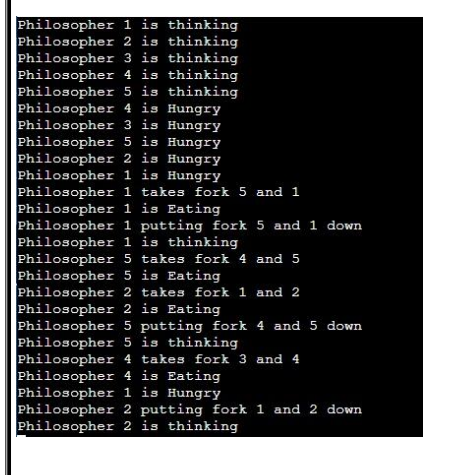 Philosopher 1 is thinking
Philosopher 2 is thinking
Philosopher 3 is thinking
Philosopher 4 is thinking
Philosopher 5 is thinking
Philosopher 4 is Hungry
Philosopher 3 is Hungry
Philosopher 5 is Hungry
Philosopher 2 is Hungry
Philosopher 1 is Hungry
Philosopher 1 takes fork 5 and 1
Philosopher 1 is Eating
Philosopher 1 putting fork 5 and 1 down
Philosopher 1 is thinking
Philosopher 5 takes fork 4 and 5
Philosopher 5 is Eating
Philosopher 2 takes fork 1 and 2
Philosopher 2 is Eating
Philosopher 5 putting fork 4 and 5 down
Philosopher 5 is thinking
Philosopher 4 takes fork 3 and 4
Philosopher 4 is Eating
Philosopher 1 is Hungry
Philosopher 2 putting fork 1 and 2 down
Philosopher 2 is thinking